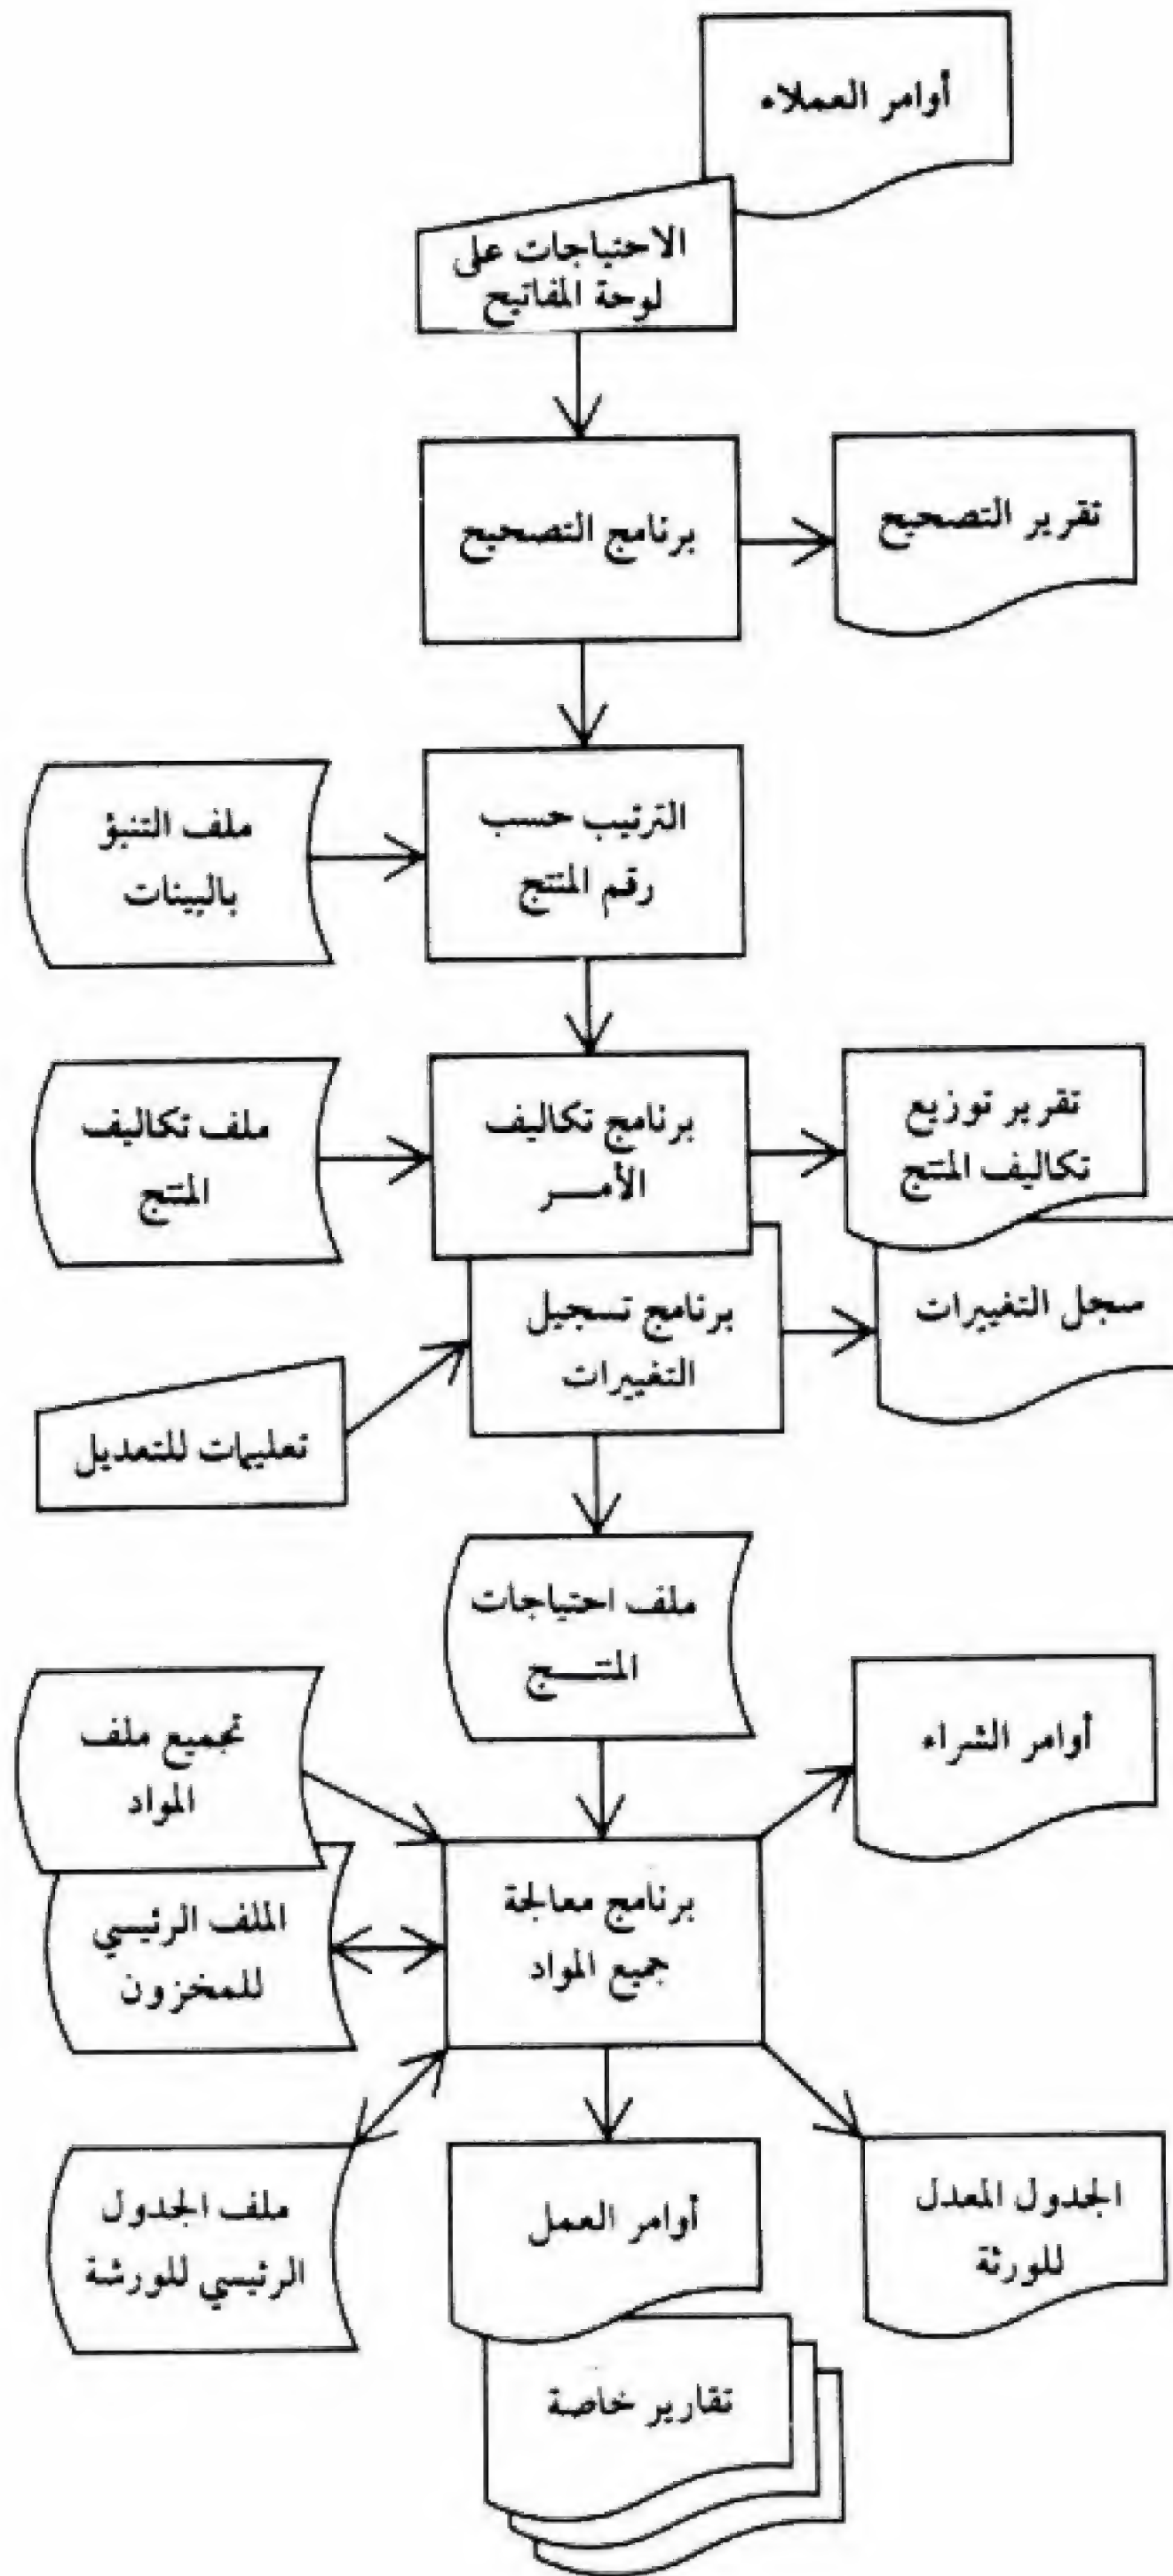 أوامر العملاء
الاحتياجات على
لوحة المفاتيح
برنامج التصحيح
تقرير التصحيح
ملف التنبؤ
بالبينات
الترتيب حسب
رقم المنتج
ملف تكاليف
المنتج
برنامج تكاليف
الأمـــر
تقرير توزيع
تكاليف المنتج
برنامج تسجيل
التغييرات
سجل التغييرات
تعليمات للتعديل
ملف احتياجات
المنتـــج
تجميع ملف
المواد
أوامر الشراء
برنامج معالجة
جميع المواد
الملف الرئيسي
للمخزون
ملف الجدول
الرئيسي للورشة
أوامر العمل
الجدول المعدل
للورثة
تقارير خاصة